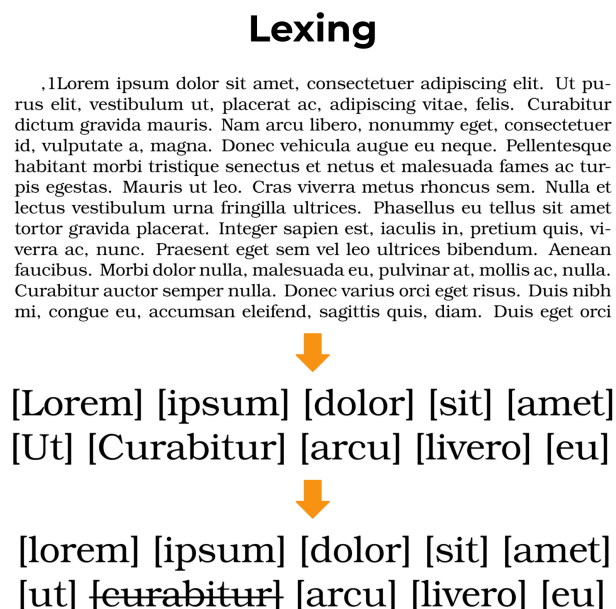 Lexing
,1Lorem ipsum dolor sit amet, consectetuer adipiscing elit. Ut pu-
rus elit, vestibulum ut, placerat ac, adipiscing vitae, felis. Curabitur
dictum gravida mauris. Nam arcu libero, nonummy eget, consectetuer
id, vulputate a, magna. Donec vehicula augue eu neque. Pellentesque
habitant morbi tristique senectus et netus et malesuada fames ac tur-
pis egestas. Mauris ut leo. Cras viverra metus rhoncus sem. Nulla et
lectus vestibulum urna fringilla ultrices. Phasellus eu tellus sit amet
tortor gravida placerat. Integer sapien est, iaculis in, pretium quis, vi-
verra ac, nunc. Praesent eget sem vel leo ultrices bibendum. Aenean
faucibus. Morbi dolor nulla, malesuada eu, pulvinar at, mollis ac, nulla.
Curabitur auctor semper nulla. Donec varius orci eget risus. Duis nibh
mi, congue eu, accumsan eleifend, sagittis quis, diam. Duis eget orci
[Lorem] [ipsum] [dolor] [sit] [amet]
[Ut] [Curabitur] [arcu] [livero] [eu]
[lorem] [ipsum] [dolor] [sit] [amet]
[ut] [curabitur] [arcu] [livero] [eu]